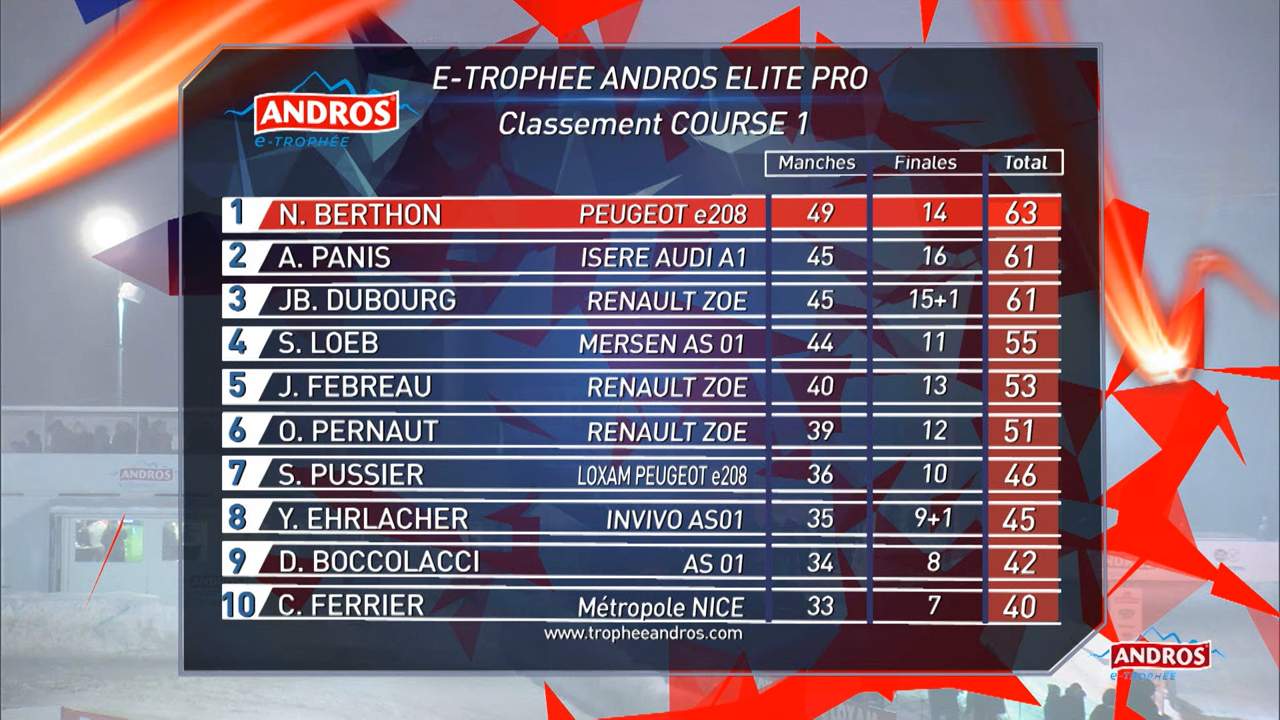 E-TROPHEE ANDROS ELITE PRO
ANDROS
e-TROPHÉE
Classement COURSE 1
Manches Finales Total
1 N. BERTHON PEUGEOT e208 49 14 63
2 A. PANIS ISERE AUDI A1 45 16 61
3 JB. DUBOURG RENAULT ZOE 45 15+1 61
4 S. LOEB MERSEN AS 01 44 11 55
5 J. FEBREAU RENAULT ZOE 40 13 53
6 O. PERNAUT RENAULT ZOE 39 12 51
7 S. PUSSIER LOXAM PEUGEOT e208 36 10 46
8 Y. EHRLACHER INVIVO AS01 35 9+1 45
9 D. BOCCOLACCI AS 01 34 8 42
10 C. FERRIER Métropole NICE 33 7 40
www.tropheeandros.com
ANDROS
ANDROS
e-TROPHÉE